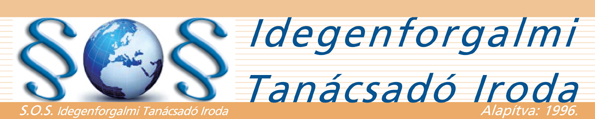 § §
Idegenforgalmi
Tanácsadó Iroda
S.O.S. Idegenforgalmi Tanácsadó Iroda
Alapítva: 1996.